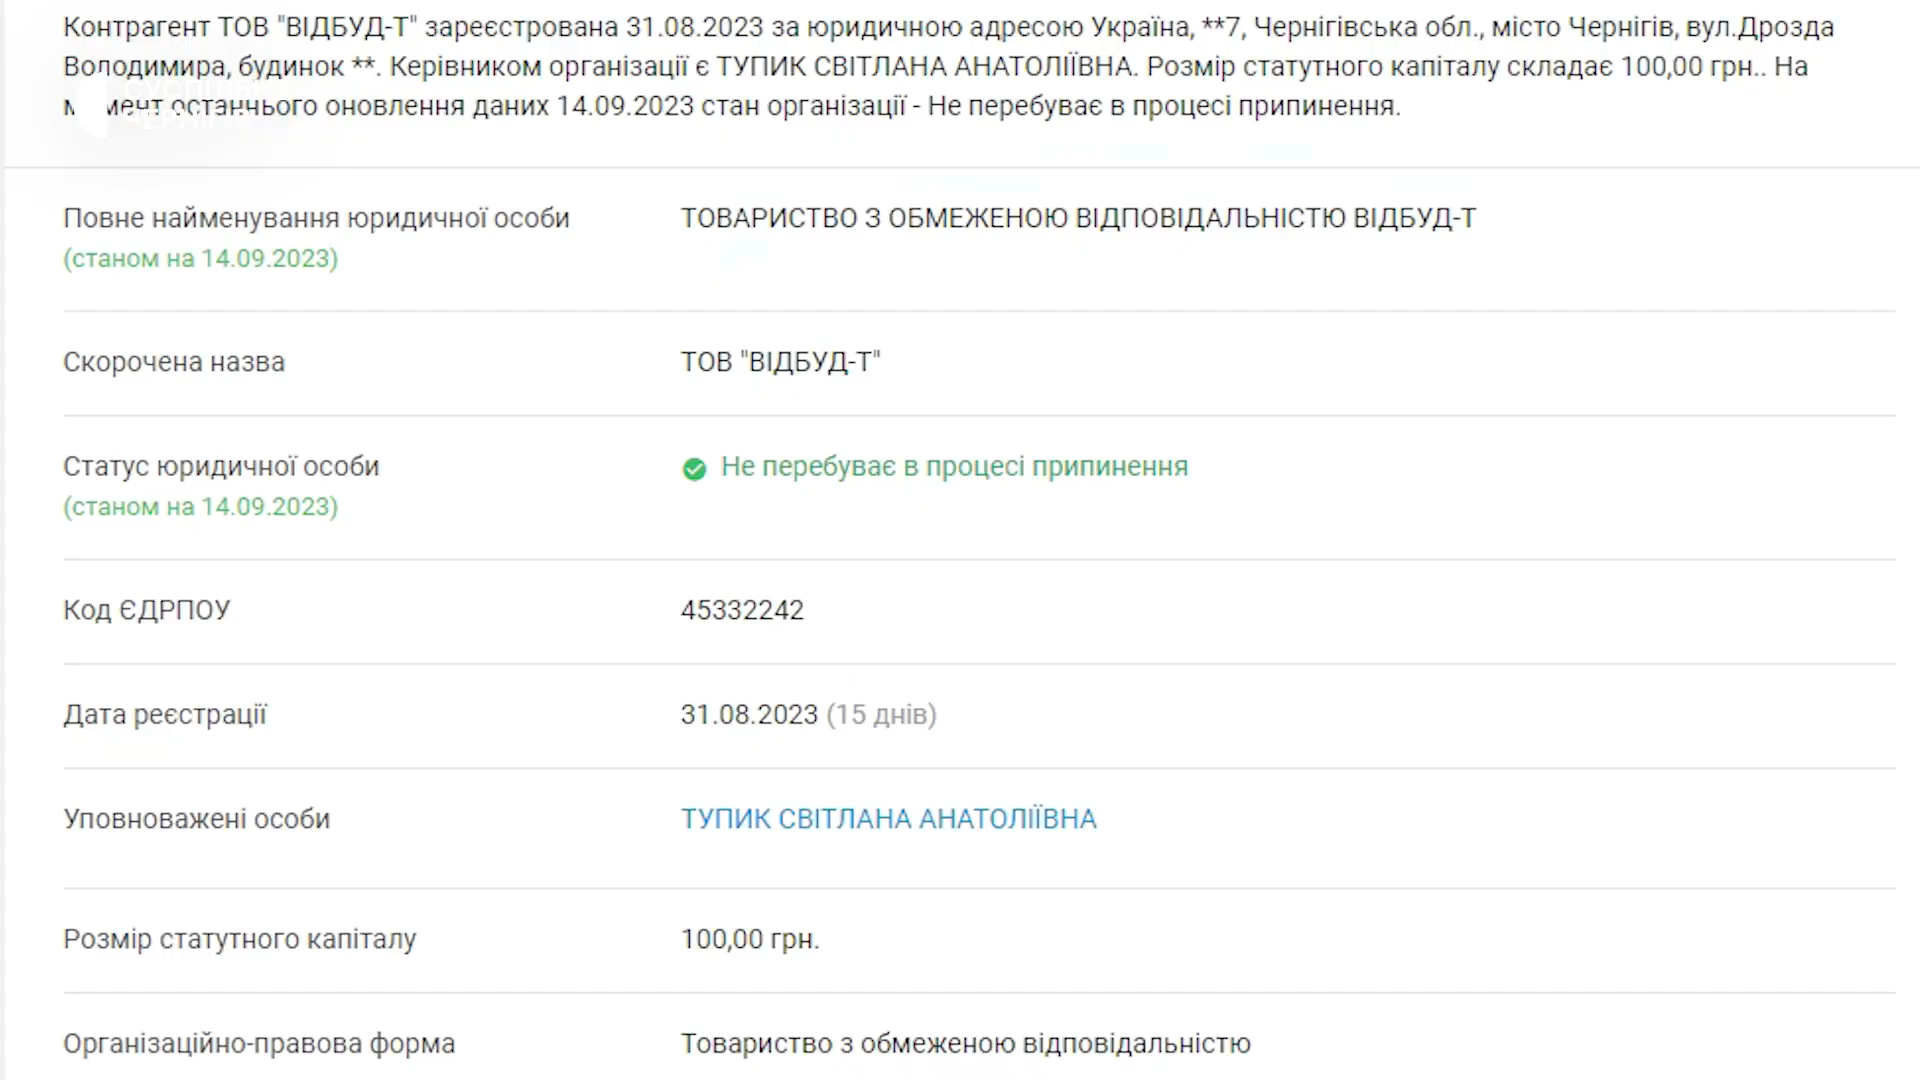 Контрагент ТОВ "ВІДБУД-Т" зареєстрована 31.08.2023 за юридичною адресою Україна, **7, Чернігівська обл., місто Чернігів, вул.Дрозда
Володимира, будинок **. Керівником організації є ТУПИК СВІТЛАНА АНАТОЛІЇВНА. Розмір статутного капіталу складає 100,00 грн.. На
момент останнього оновлення даних 14.09.2023 стан організації - Не перебуває в процесі припинення.
Повне найменування юридичної особи
ТОВАРИСТВО З ОБМЕЖЕНОЮ ВІДПОВІДАЛЬНІСТЮ ВІДБУД-Т
(станом на 14.09.2023)
Скорочена назва
ТОВ "ВІДБУД-Т"
Статус юридичної особи
Не перебуває в процесі припинення
(станом на 14.09.2023)
Код ЄДРПОУ
45332242
Дата реєстрації
31.08.2023 (15 днів)
Уповноважені особи
ТУПИК СВІТЛАНА АНАТОЛІЇВНА
Розмір статутного капіталу
100,00 грн.
Організаційно-правова форма
Товариство з обмеженою відповідальністю